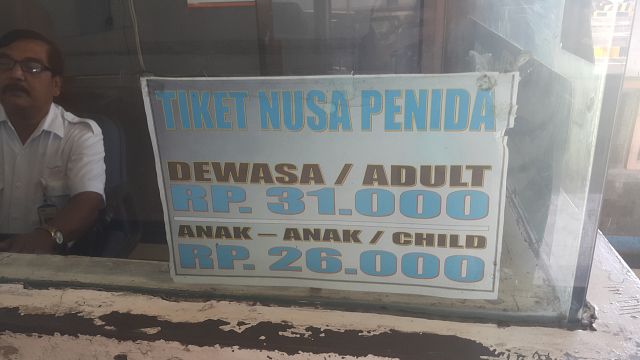 TIKET NUSA PENIDA
DEWASA / ADULT
RP. 31.000
ANAK - ANAK / CHILD
RP. 26.000